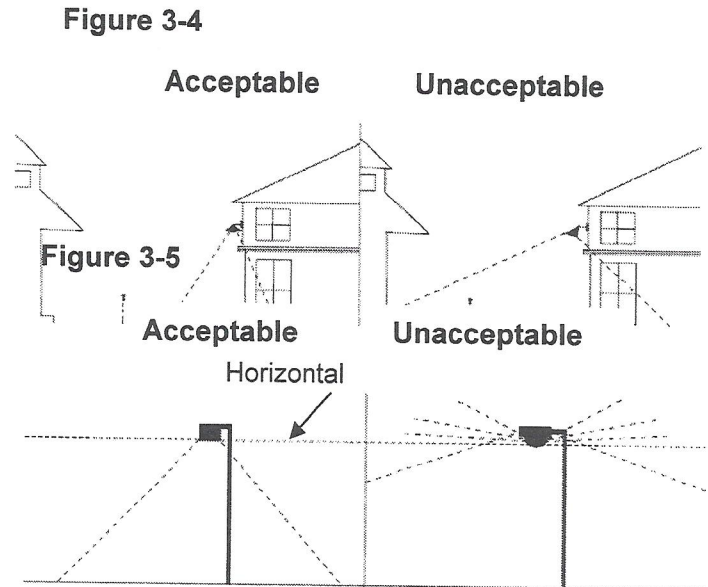 Figure 3-4
Acceptable
Unacceptable
Figure 3-5
Acceptable
Unacceptable
Horizontal